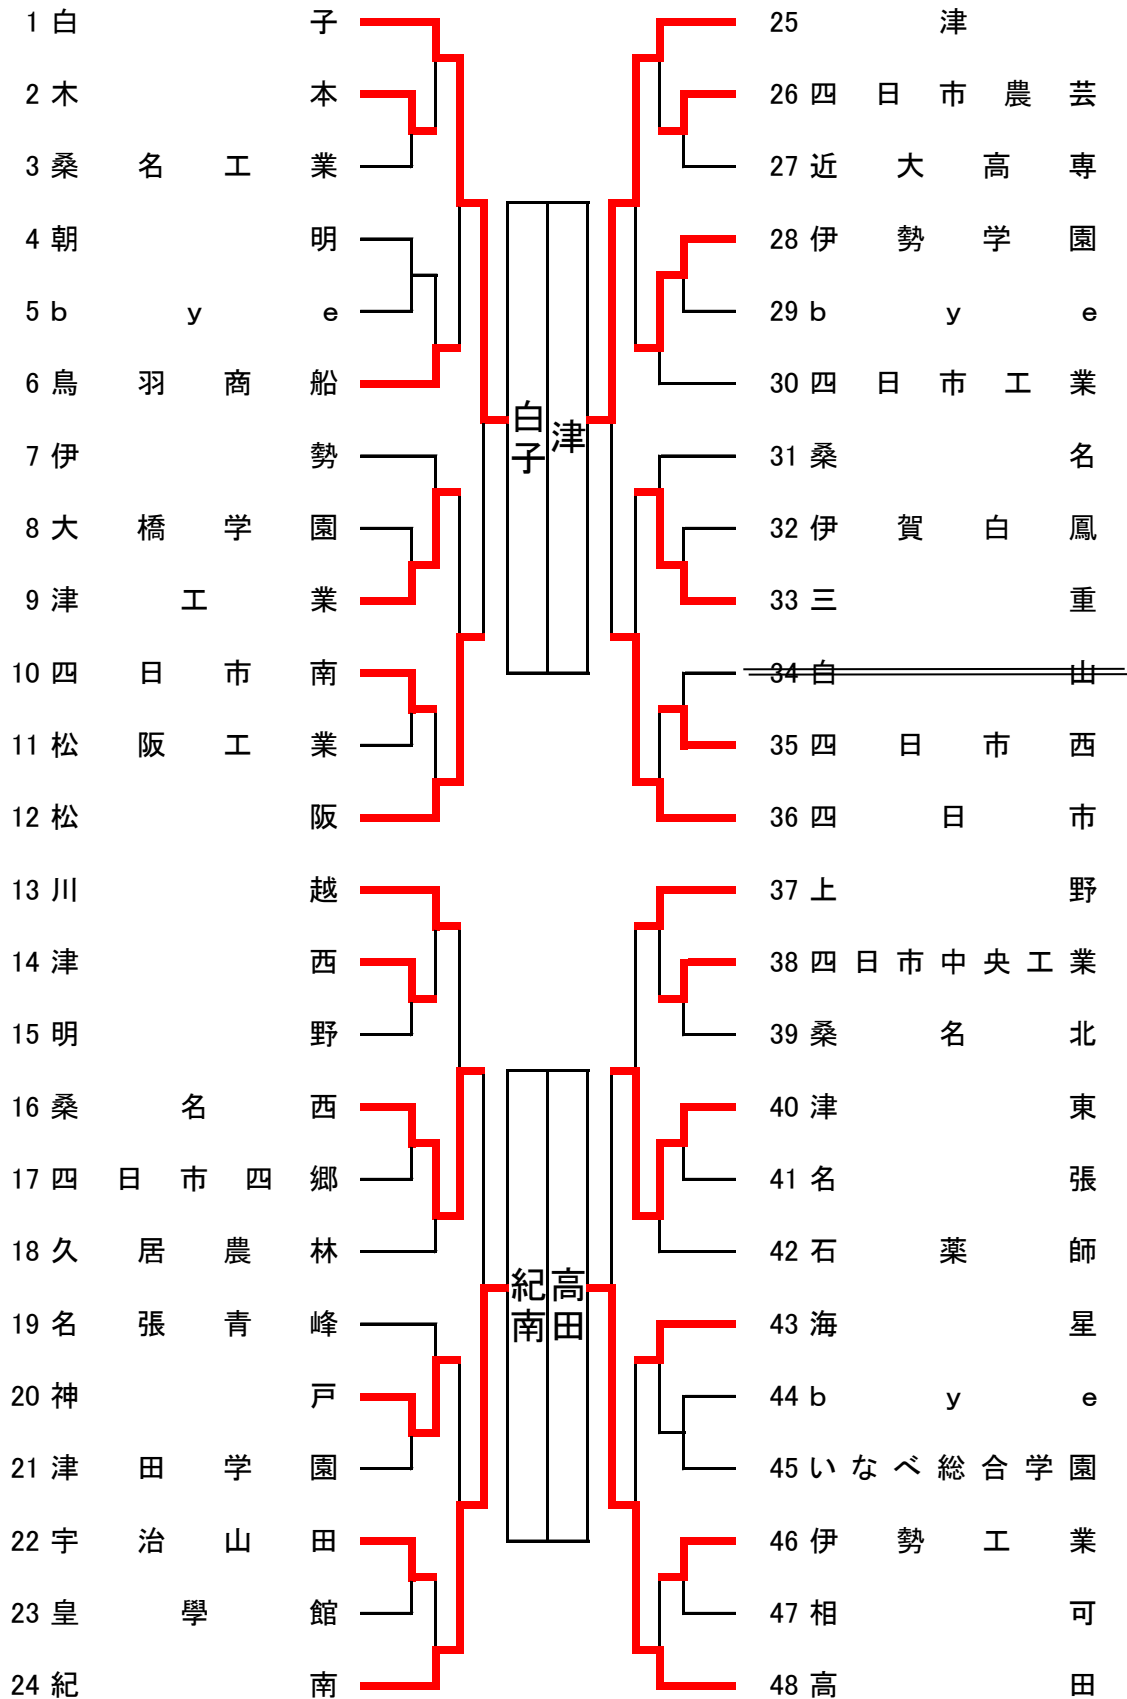 1 白子
2 木本
3 桑名工業
4 朝明
5 ｂｙｅ
6 鳥羽商船
7 伊勢
8 大橋学園
9 津工業
10 四日市南
11 松阪工業
12 松阪
13 川越
14 津西
15 明野
16 桑名西
17 四日市四郷
18 久居農林
19 名張青峰
20 神戸
21 津田学園
22 宇治山田
23 皇學館
24 紀南
白子
津
紀南
高田
25 津
26 四日市農芸
27 近大高専
28 伊勢学園
29 ｂｙｅ
30 四日市工業
31 桑名
32 伊賀白鳳
33 三重
34 白山
35 四日市西
36 四日市
37 上野
38 四日市中央工業
39 桑名北
40 津東
41 名張
42 石薬師
43 海星
44 ｂｙｅ
45 いなべ総合学園
46 伊勢工業
47 相可
48 高田